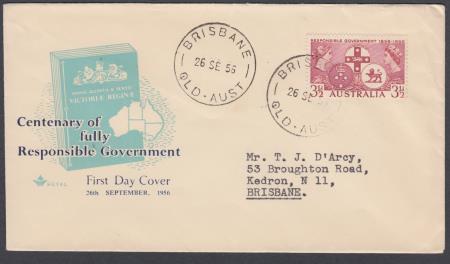 BRISBANE
26 SE 56
QLD-AUST
BRIS
26 SE 5
QLD-AUST
RESPONSIBLE GOVERNMENT 1856-1956
3½ AUSTRALIA 3½
VICTORIÆ REGINÆ
Centenary of
fully
Responsible Government
ROYAL
First Day Cover
26th SEPTEMBER, 1956
Mr. T. J. D'Arcy,
53 Broughton Road,
Kedron, N 11,
BRISBANE.